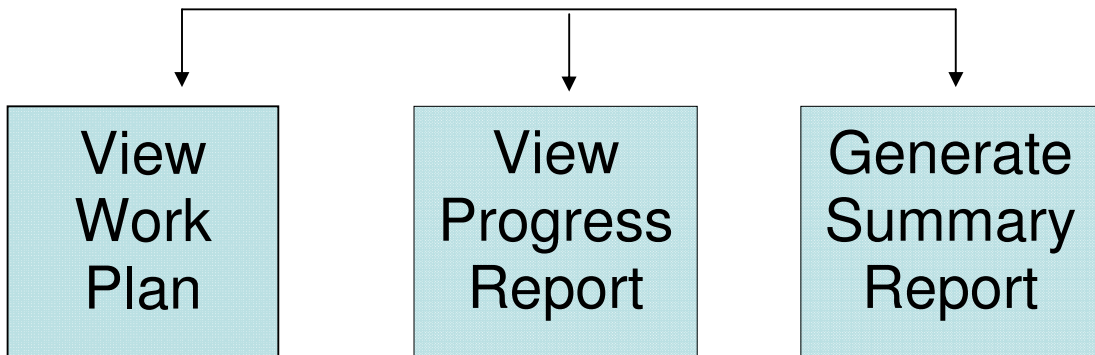 View
Work
Plan
View
Progress
Report
Generate
Summary
Report